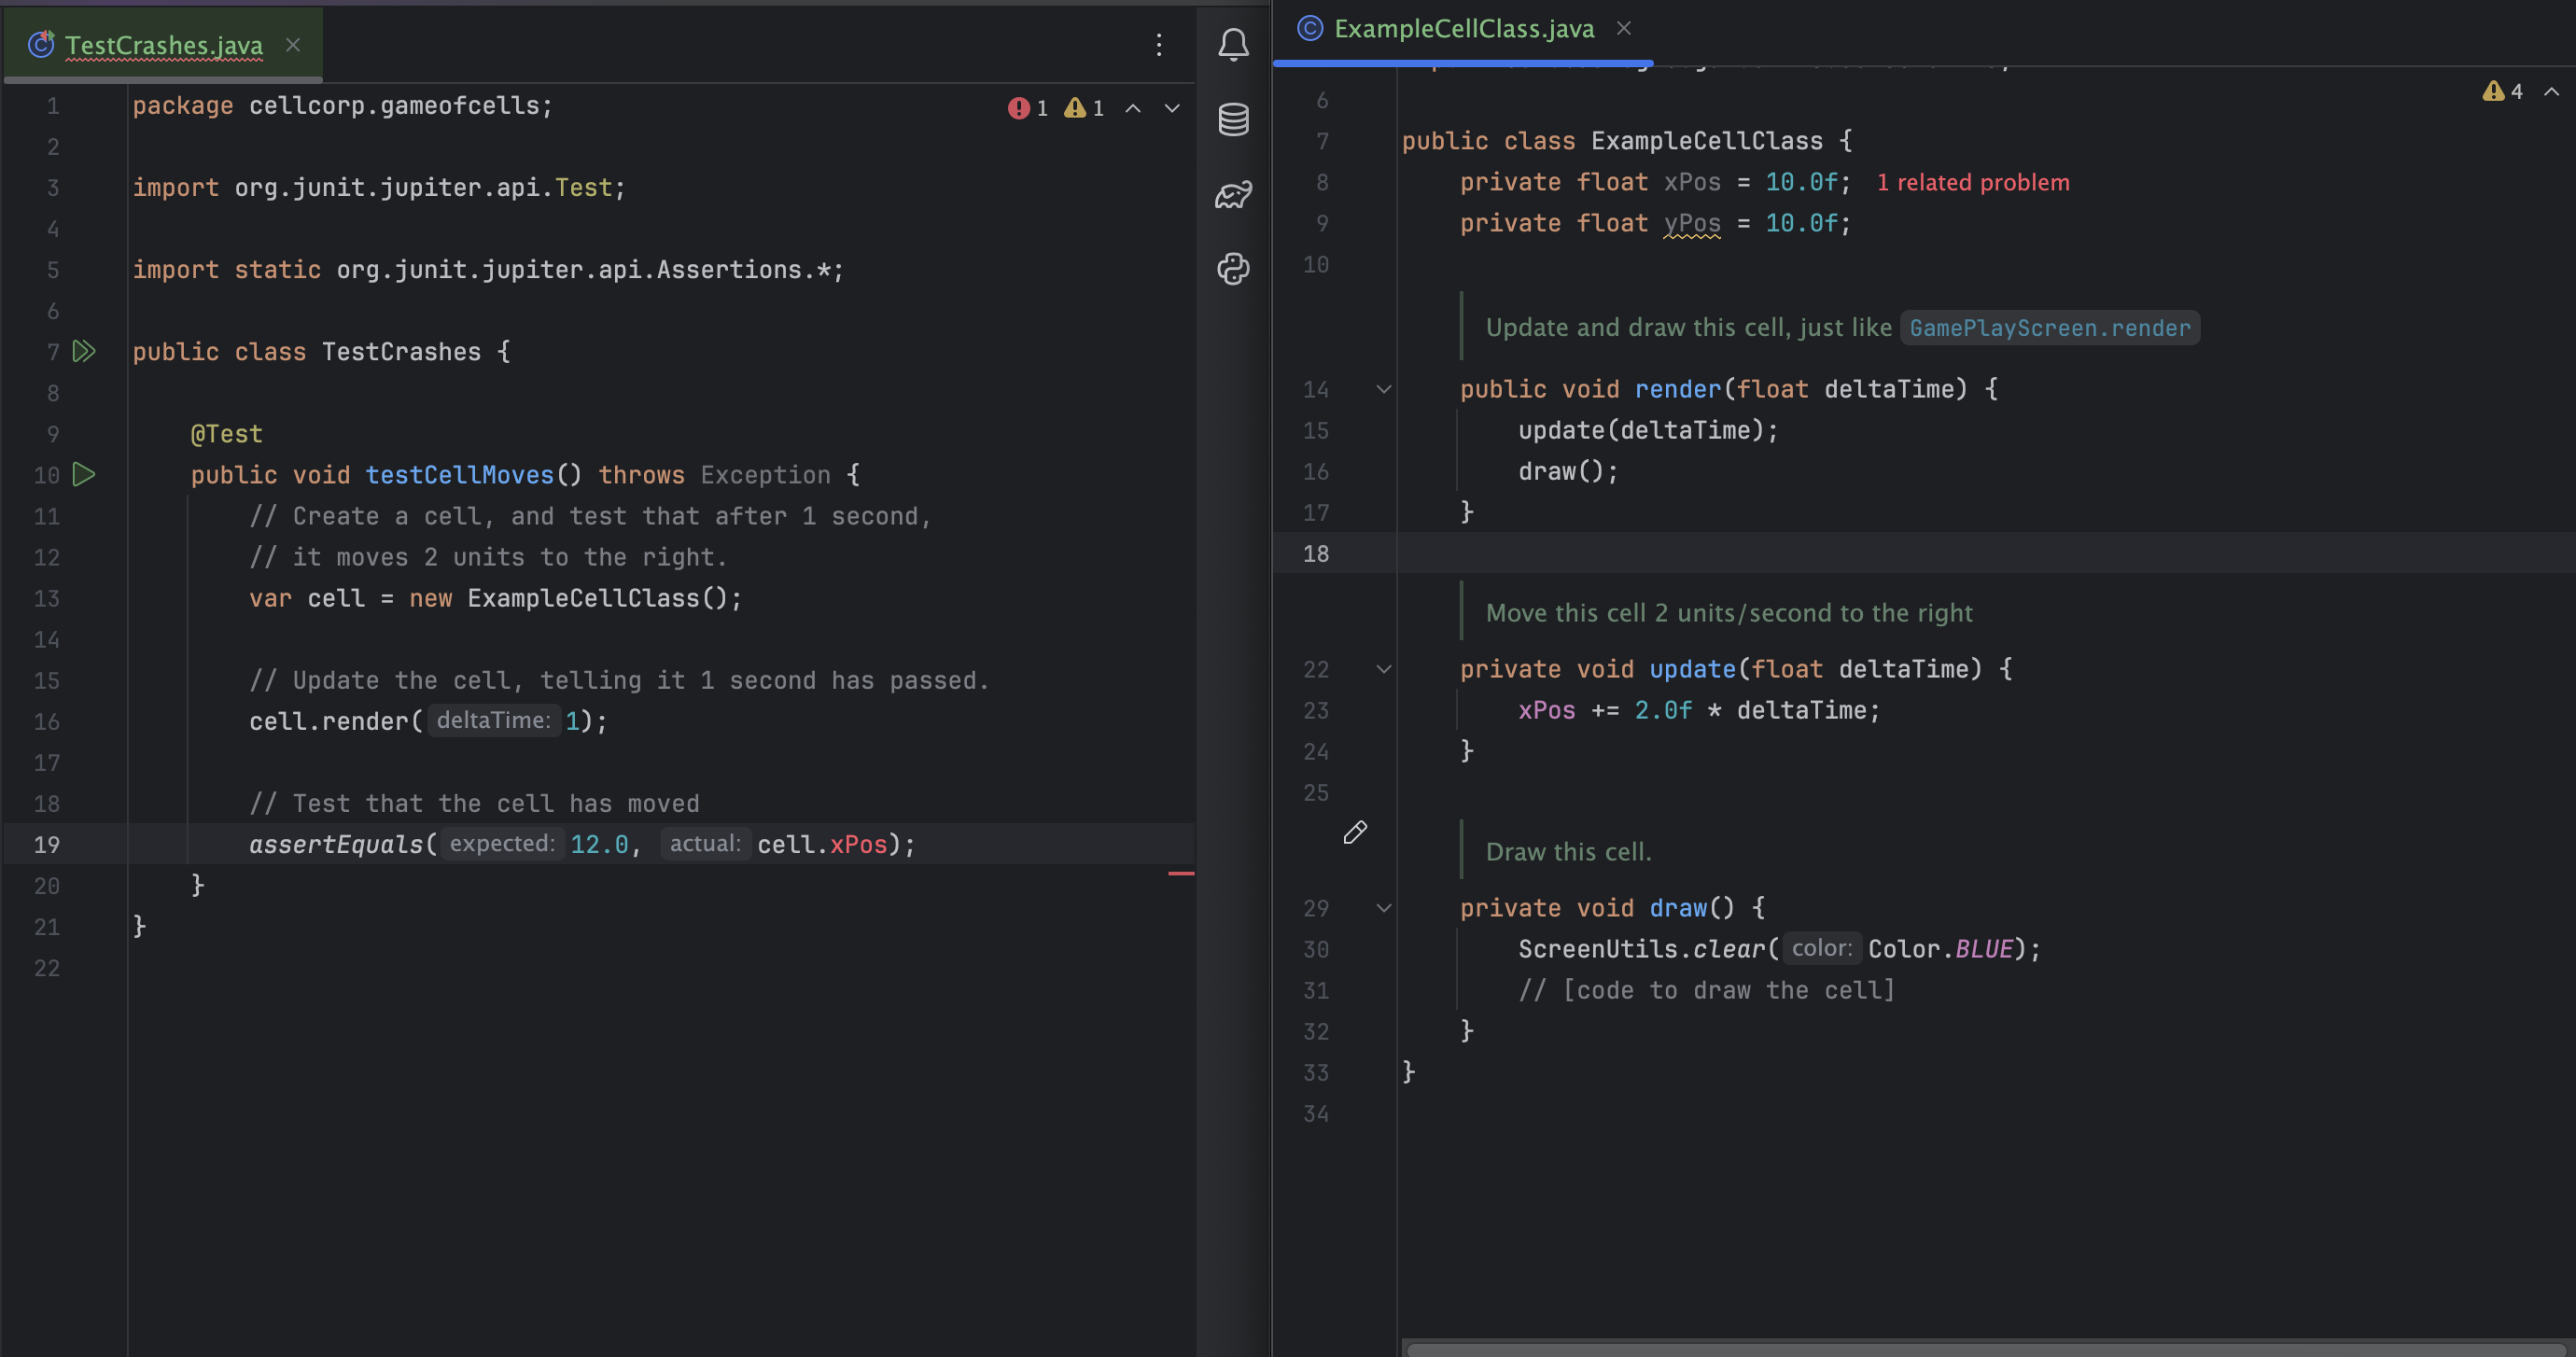 TestCrashes.java
1 package cellcorp.gameofcells;
1 1
2
3 import org.junit.jupiter.api.Test;
4
5 import static org.junit.jupiter.api.Assertions.*;
6
7 public class TestCrashes {
8
9 @Test
10 public void testCellMoves() throws Exception {
11 // Create a cell, and test that after 1 second,
12 // it moves 2 units to the right.
13 var cell = new ExampleCellClass();
14
15 // Update the cell, telling it 1 second has passed.
16 cell.render( deltaTime: 1);
17
18 // Test that the cell has moved
19 assertEquals( expected: 12.0, actual: cell.xPos);
20 }
21 }
22
ExampleCellClass.java
4
6
7 public class ExampleCellClass {
8 private float xPos = 10.0f; 1 related problem
9 private float yPos = 10.0f;
10
Update and draw this cell, just like GamePlayScreen.render
14 public void render(float deltaTime) {
15 update(deltaTime);
16 draw();
17 }
18
Move this cell 2 units/second to the right
22 private void update(float deltaTime) {
23 xPos += 2.0f * deltaTime;
24 }
25
Draw this cell.
29 private void draw() {
30 ScreenUtils.clear( color: Color.BLUE);
31 // [code to draw the cell]
32 }
33 }
34